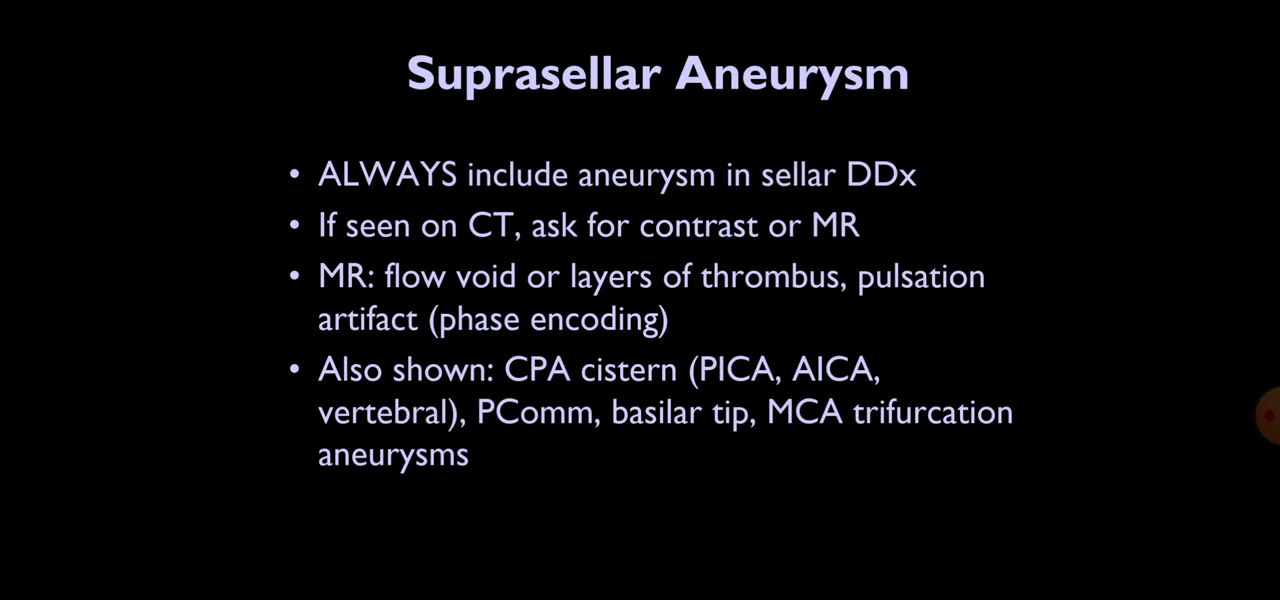 Suprasellar Aneurysm
• ALWAYS include aneurysm in sellar DDx
• If seen on CT, ask for contrast or MR
• MR: flow void or layers of thrombus, pulsation
artifact (phase encoding)
• Also shown: CPA cistern (PICA, AICA,
vertebral), PComm, basilar tip, MCA trifurcation
aneurysms